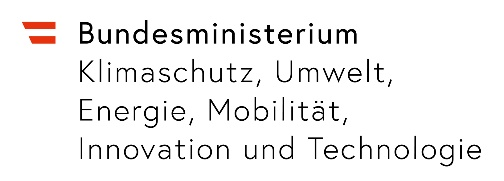 Bundesministerium
Klimaschutz, Umwelt,
Energie, Mobilität,
Innovation und Technologie